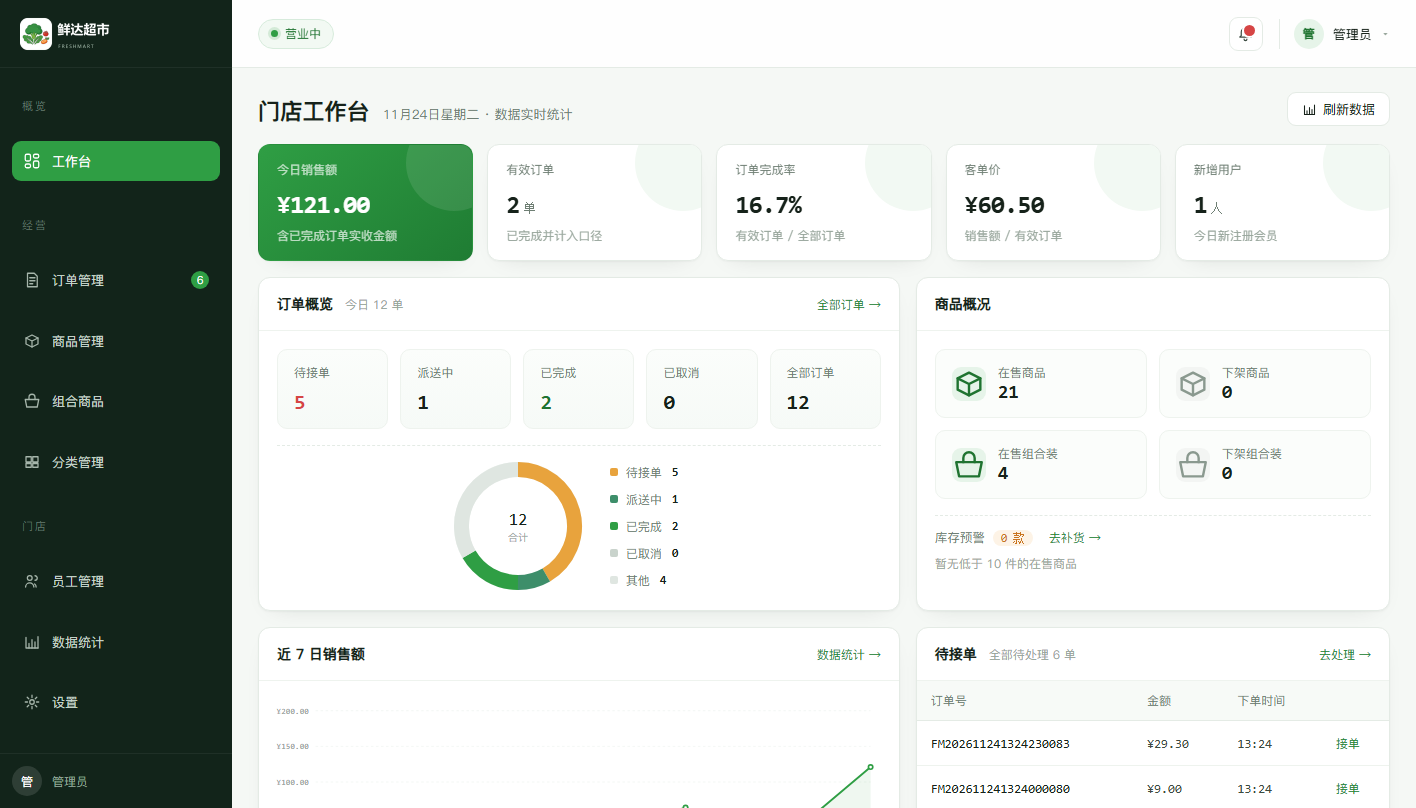 鲜达超市
FRESHMART
概览
工作台
经营
订单管理 6
商品管理
组合商品
分类管理
门店
员工管理
数据统计
设置
管 管理员
营业中
管 管理员
门店工作台 11月24日星期二 · 数据实时统计
刷新数据
今日销售额
¥121.00
含已完成订单实收金额
有效订单
2 单
已完成并计入口径
订单完成率
16.7%
有效订单 / 全部订单
客单价
¥60.50
销售额 / 有效订单
新增用户
1 人
今日新注册会员
订单概览 今日 12 单
全部订单 →
待接单
5
派送中
1
已完成
2
已取消
0
全部订单
12
12
合计
待接单 5
派送中 1
已完成 2
已取消 0
其他 4
商品概况
在售商品
21
下架商品
0
在售组合装
4
下架组合装
0
库存预警 0 款 去补货 →
暂无低于 10 件的在售商品
近 7 日销售额
数据统计 →
¥200.00
¥150.00
¥100.00
待接单 全部待处理 6 单
去处理 →
订单号 金额 下单时间
FM202611241324230083 ¥29.30 13:24 接单
FM202611241324000080 ¥9.00 13:24 接单